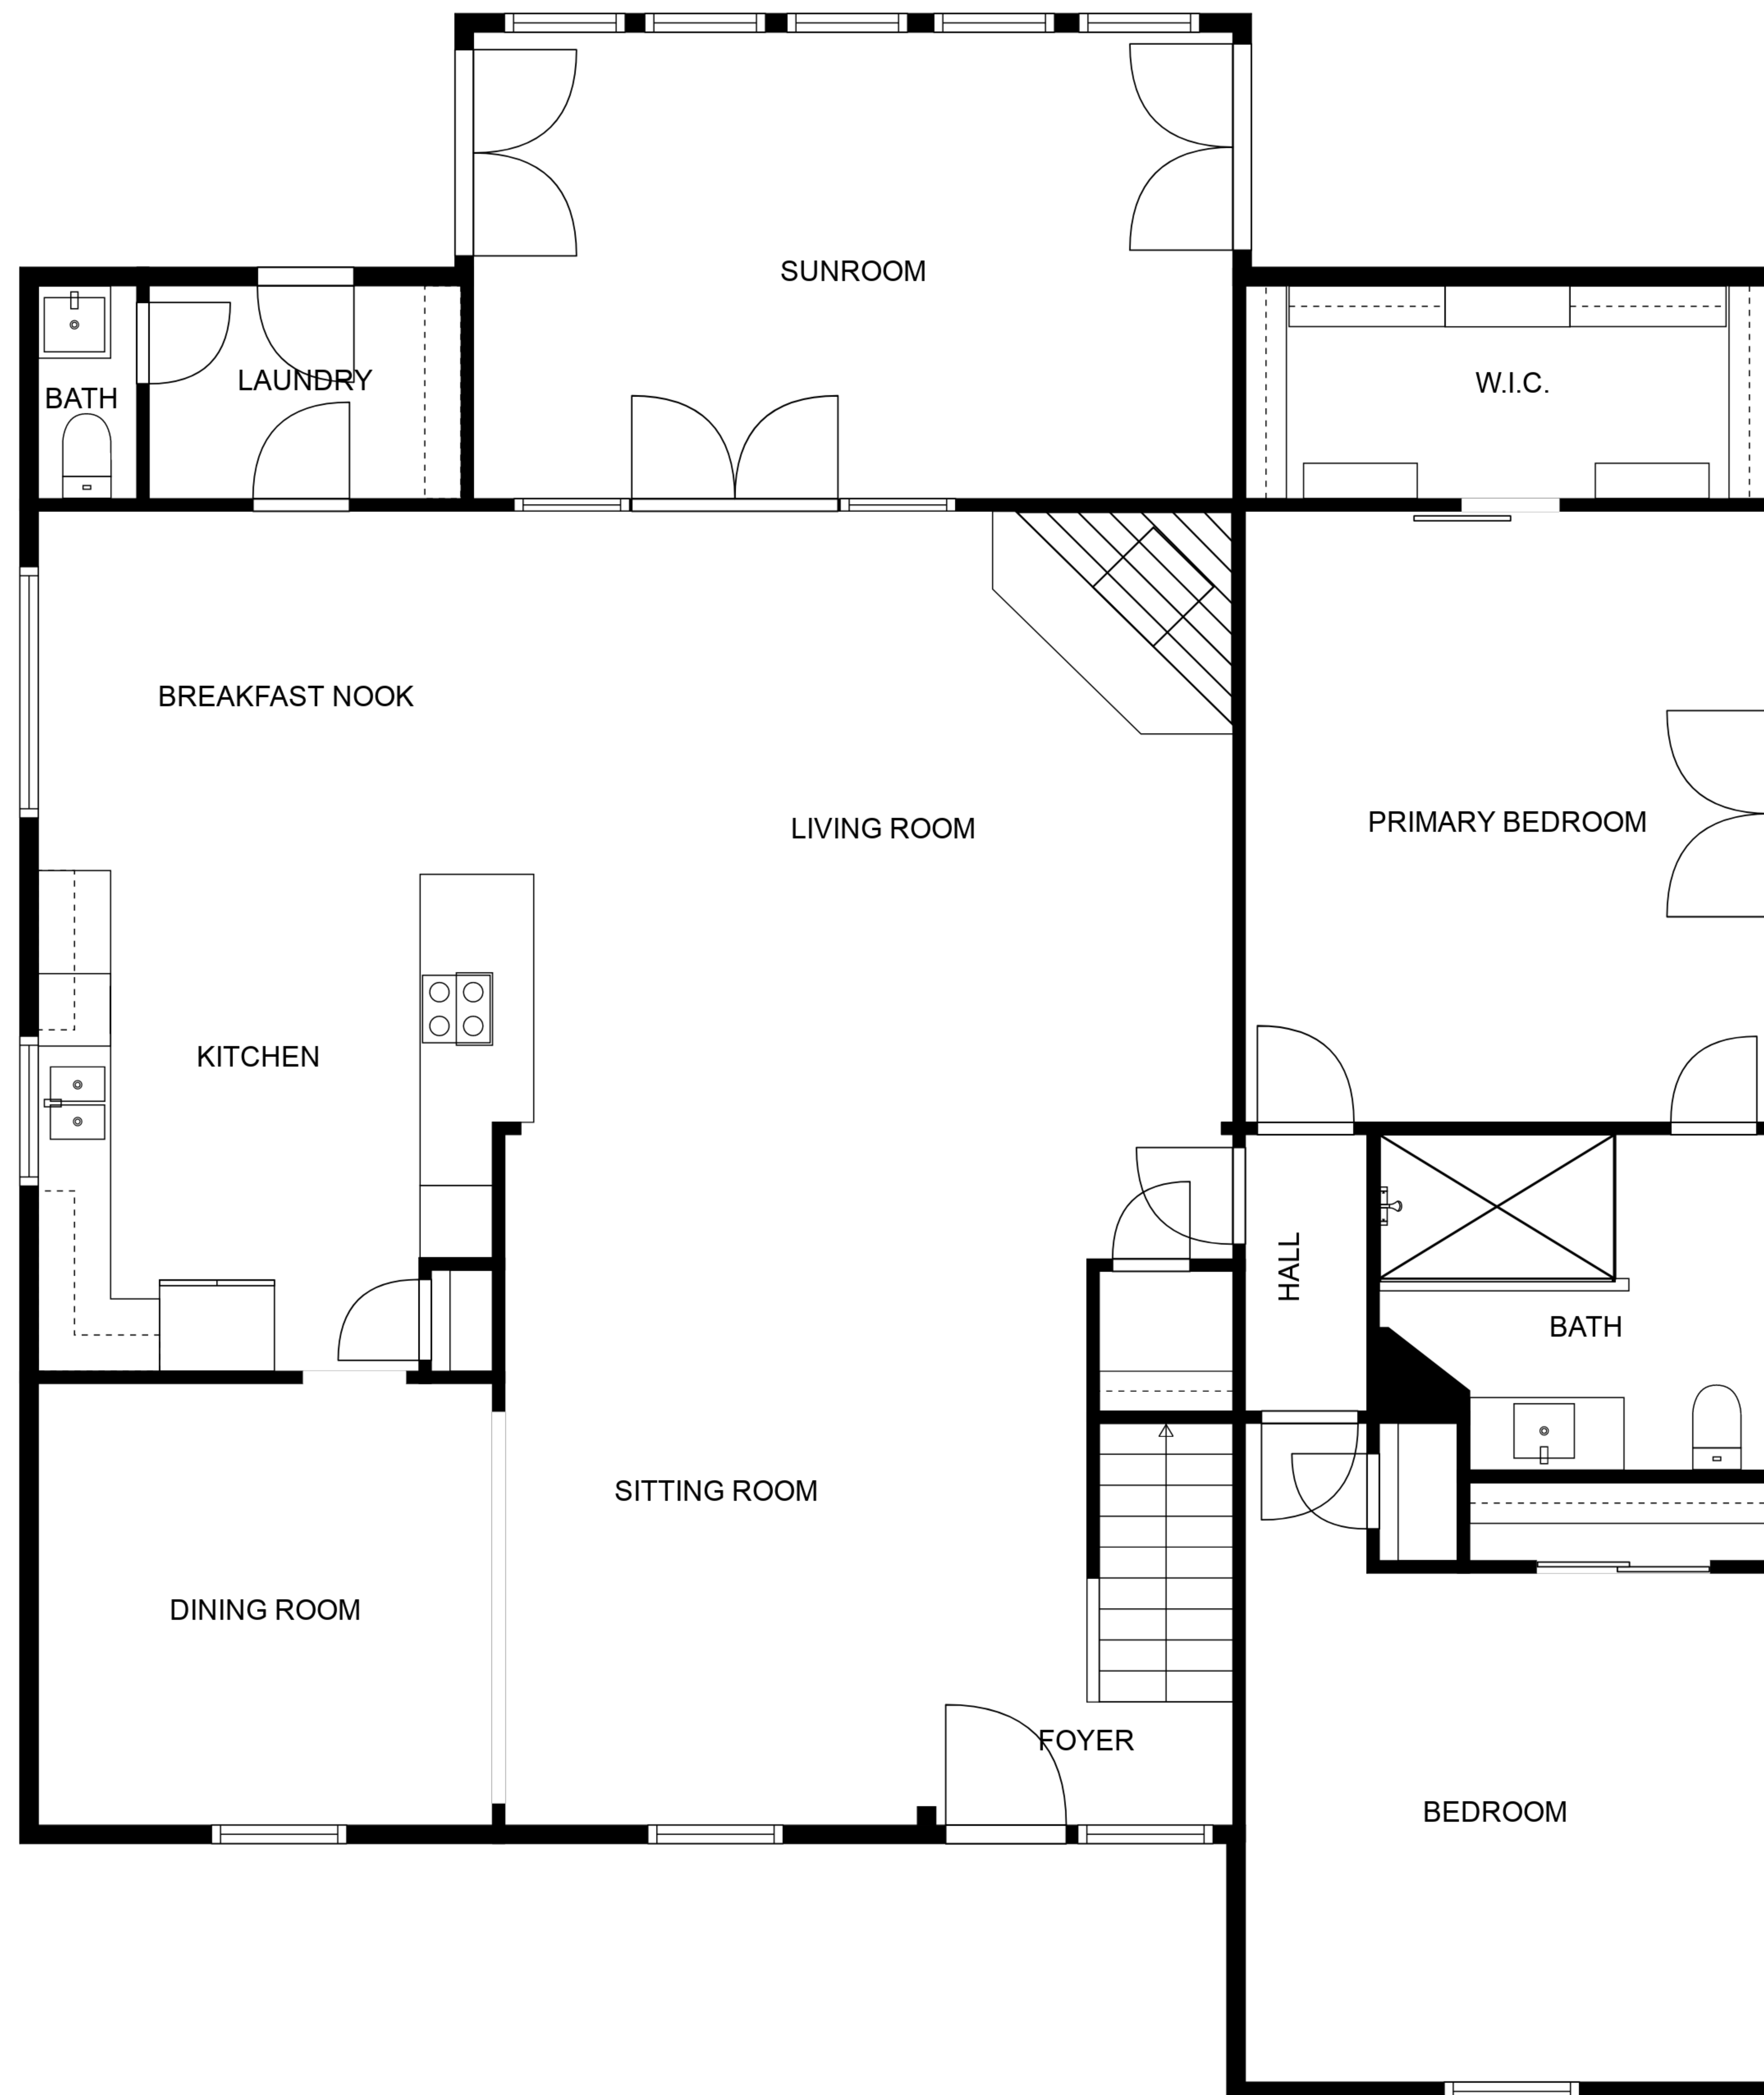 SUNROOM
LAUNDRY
BATH
W.I.C.
BREAKFAST NOOK
LIVING ROOM
PRIMARY BEDROOM
KITCHEN
HALL
BATH
SITTING ROOM
DINING ROOM
FOYER
BEDROOM